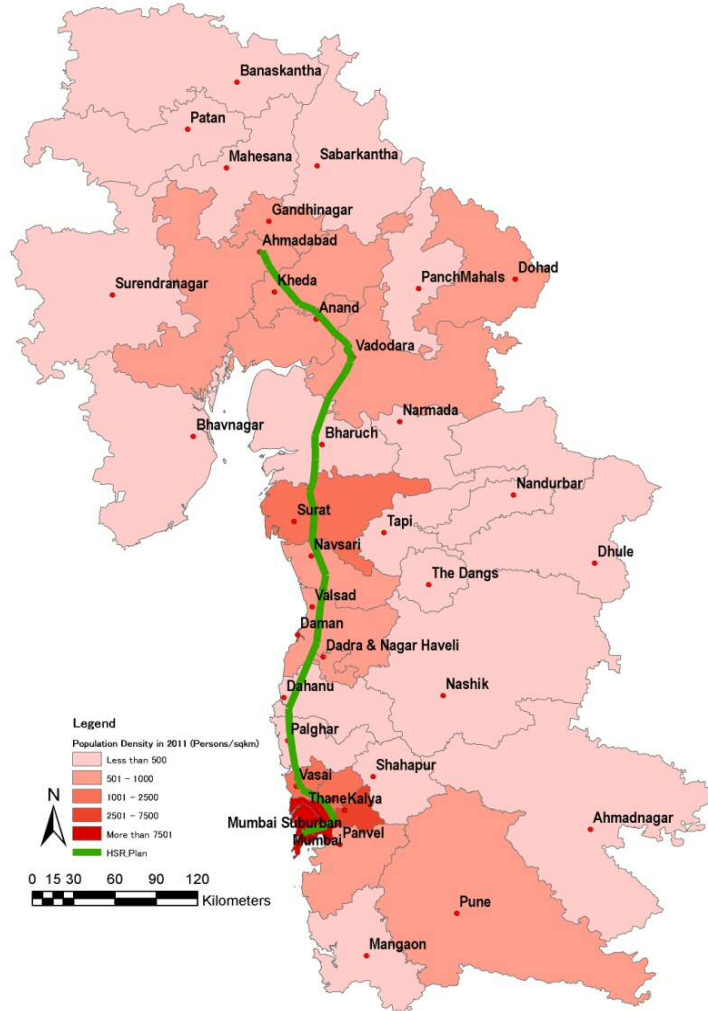 Banaskantha
Patan
Mahesana
Sabarkantha
Gandhinagar
Ahmadabad
Surendranagar
Kheda
PanchMahals
Dohad
Anand
Vadodara
Bhavnagar
Narmada
Bharuch
Nandurbar
Surat
Tapi
Navsari
Dhule
The Dangs
Valsad
Daman
Dadra & Nagar Haveli
Dahanu
Nashik
Palghar
Legend
Population Density in 2011 (Persons/sqkm)
Less than 500
501 - 1000
1001 - 2500
2501 - 7500
More than 7501
HSR_Plan
N
0 15 30 60 90 120
Kilometers
Vasai
Shahapur
ThaneKalya
Mumbai Suburban
Mumbai
Panvel
Ahmadnagar
Pune
Mangaon